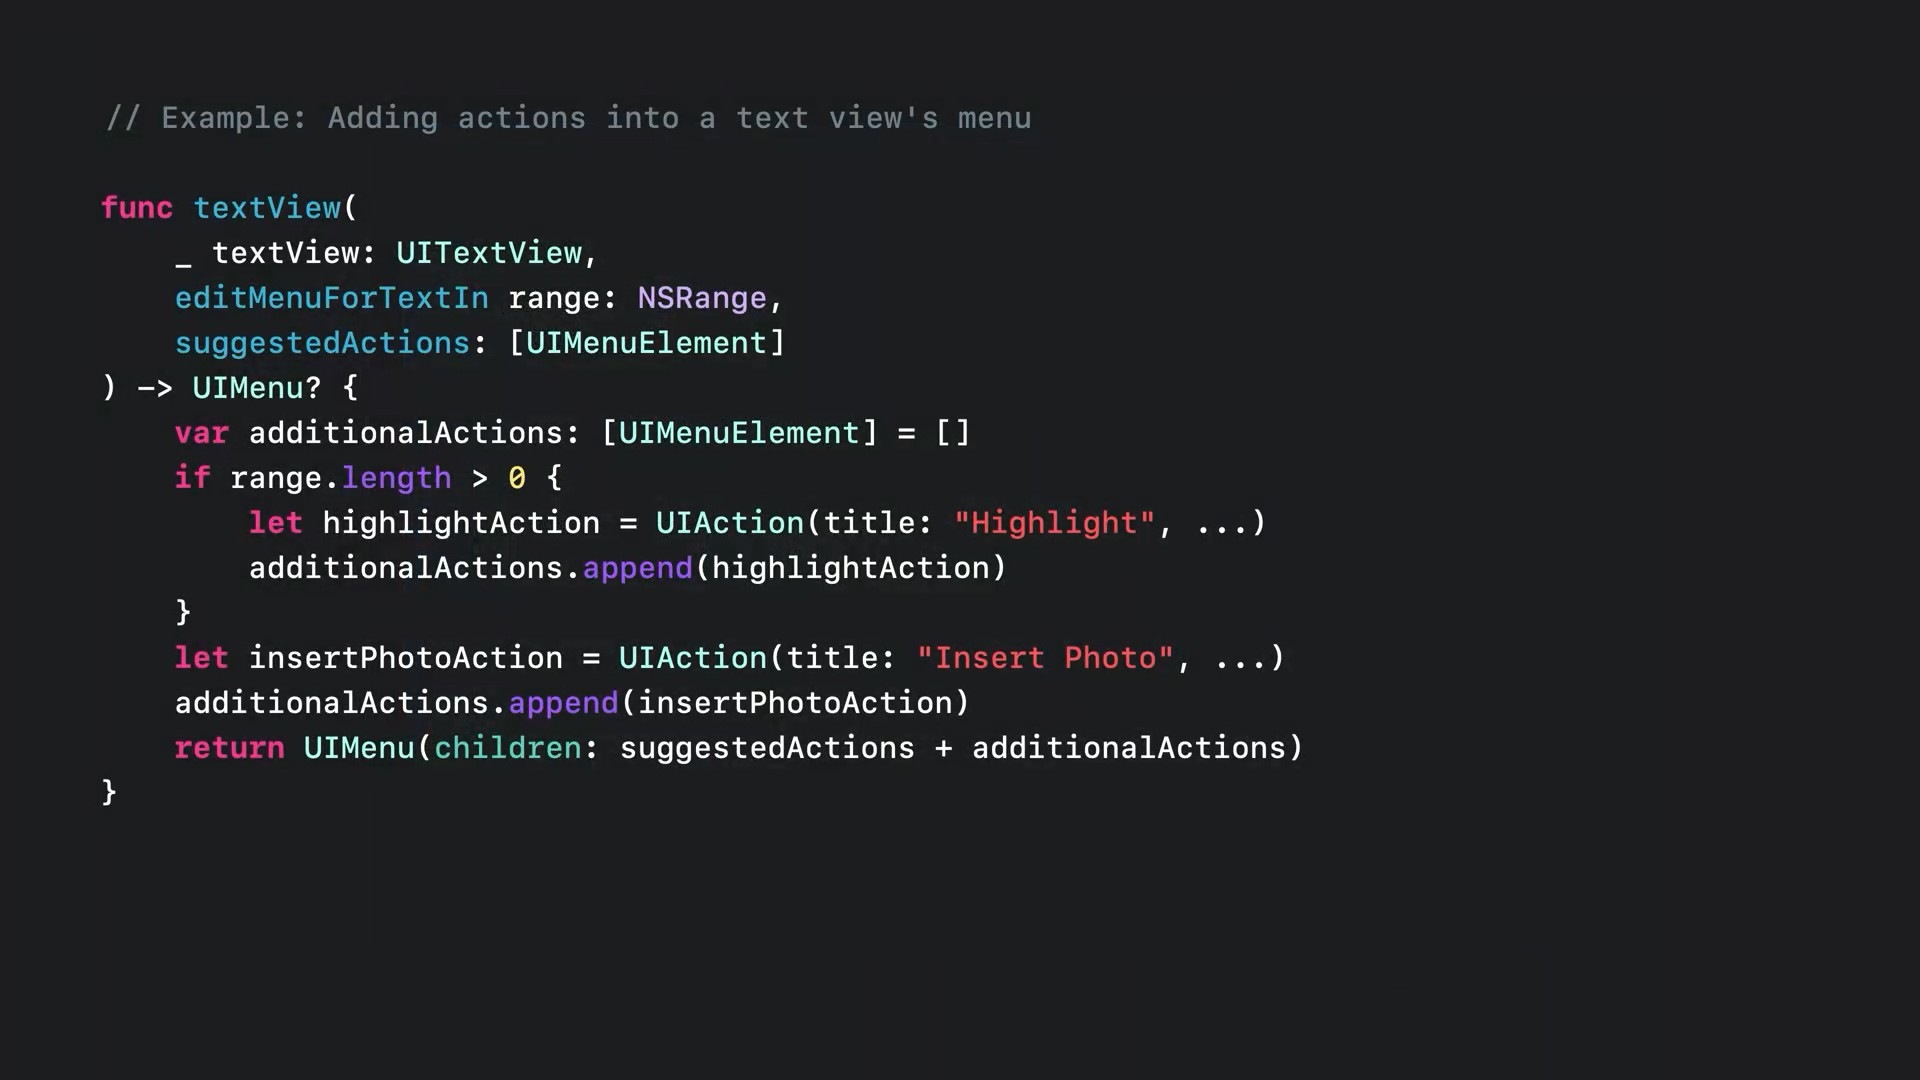 // Example: Adding actions into a text view's menu
func textView(
    _ textView: UITextView,
    editMenuForTextIn range: NSRange,
    suggestedActions: [UIMenuElement]
) -> UIMenu? {
    var additionalActions: [UIMenuElement] = []
    if range.length > 0 {
        let highlightAction = UIAction(title: "Highlight", ...)
        additionalActions.append(highlightAction)
    }
    let insertPhotoAction = UIAction(title: "Insert Photo", ...)
    additionalActions.append(insertPhotoAction)
    return UIMenu(children: suggestedActions + additionalActions)
}